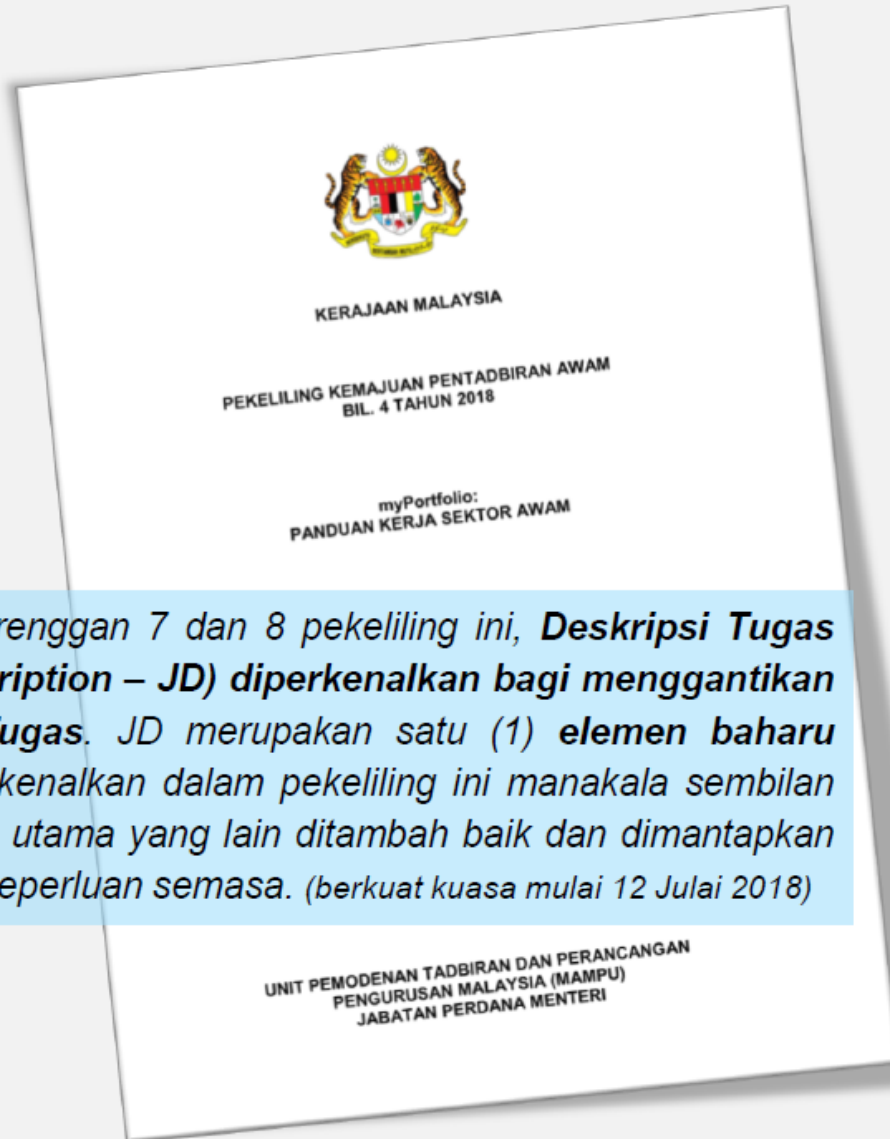 KERAJAAN MALAYSIA
PEKELILING KEMAJUAN PENTADBIRAN AWAM
BIL. 4 TAHUN 2018
myPortfolio:
PANDUAN KERJA SEKTOR AWAM
renggan 7 dan 8 pekeliling ini, Deskripsi Tugas
ription – JD) diperkenalkan bagi menggantikan
ugas. JD merupakan satu (1) elemen baharu
kenalkan dalam pekeliling ini manakala sembilan
utama yang lain ditambah baik dan dimantapkan
eperluan semasa. (berkuat kuasa mulai 12 Julai 2018)
UNIT PEMODENAN TADBIRAN DAN PERANCANGAN
PENGURUSAN MALAYSIA (MAMPU)
JABATAN PERDANA MENTERI